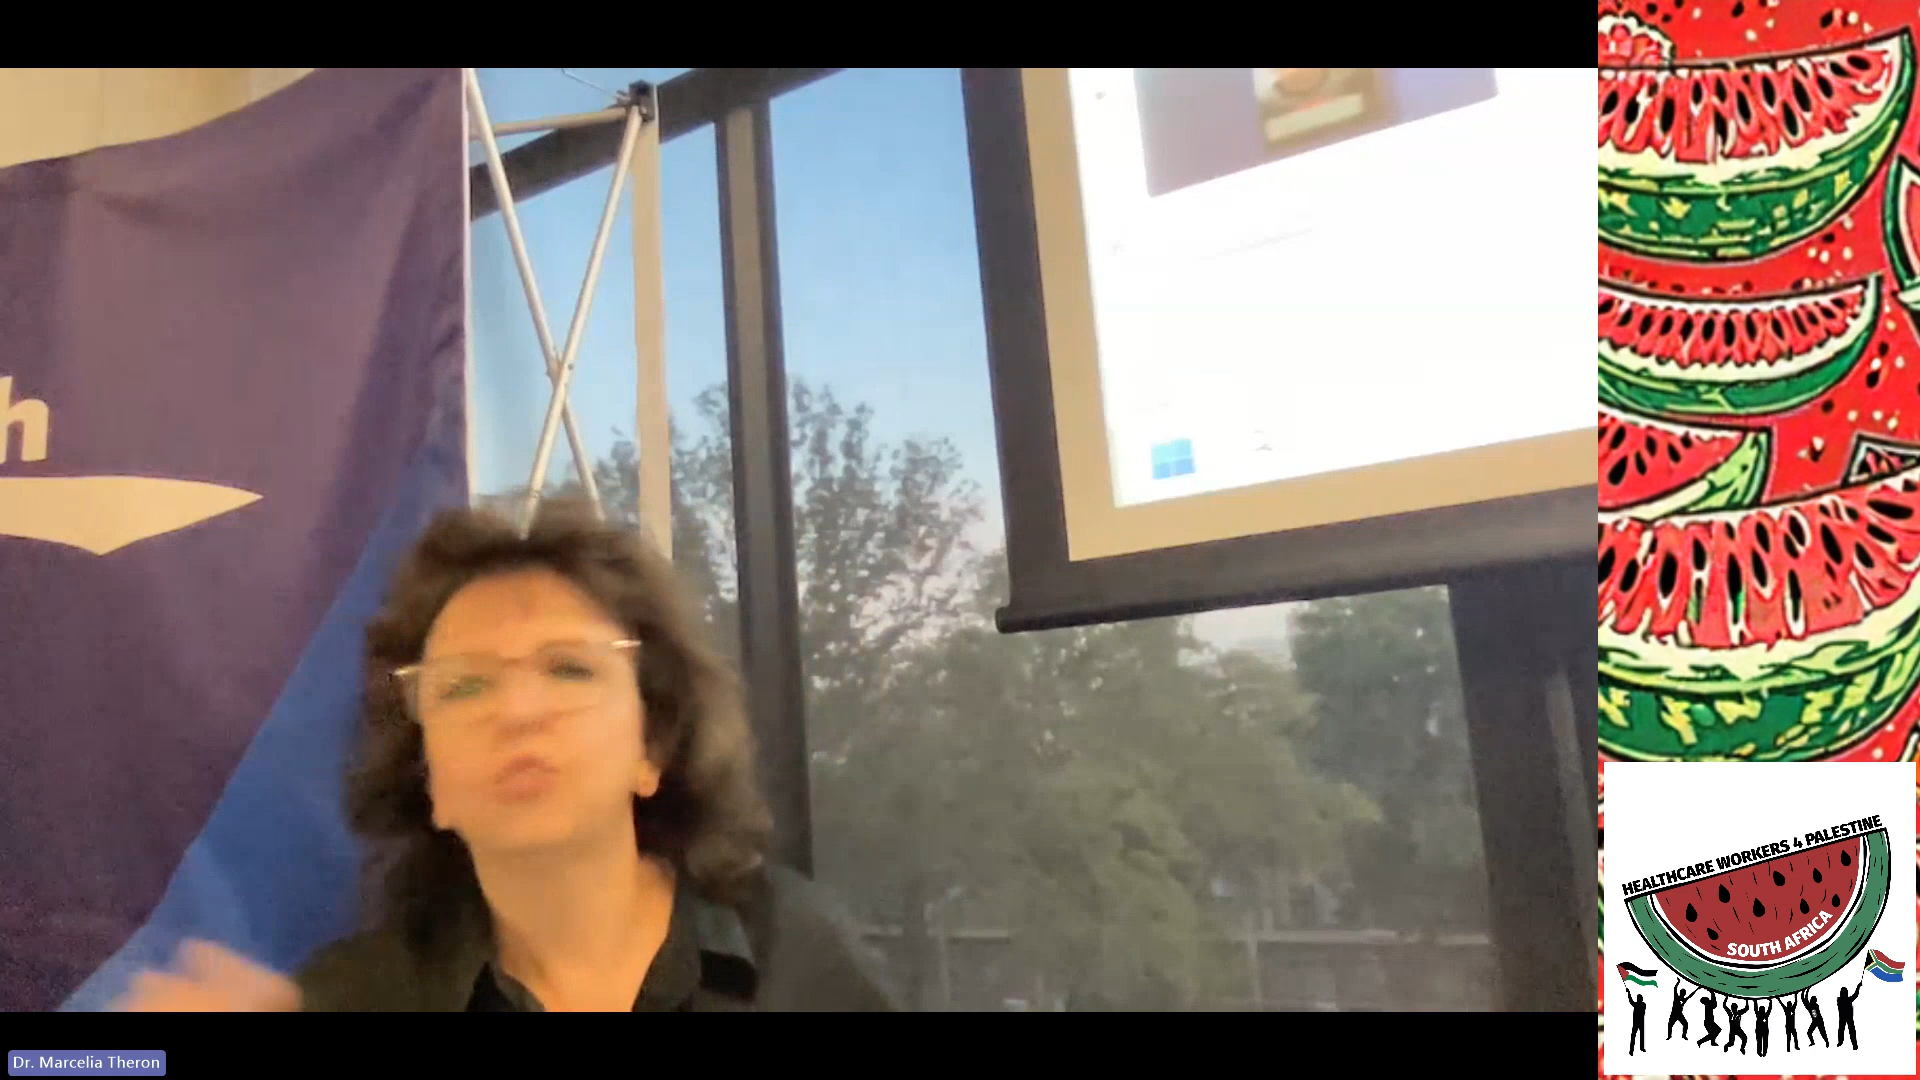 h
Dr. Marcelia Theron
HEALTHCARE WORKERS 4 PALESTINE
SOUTH AFRICA